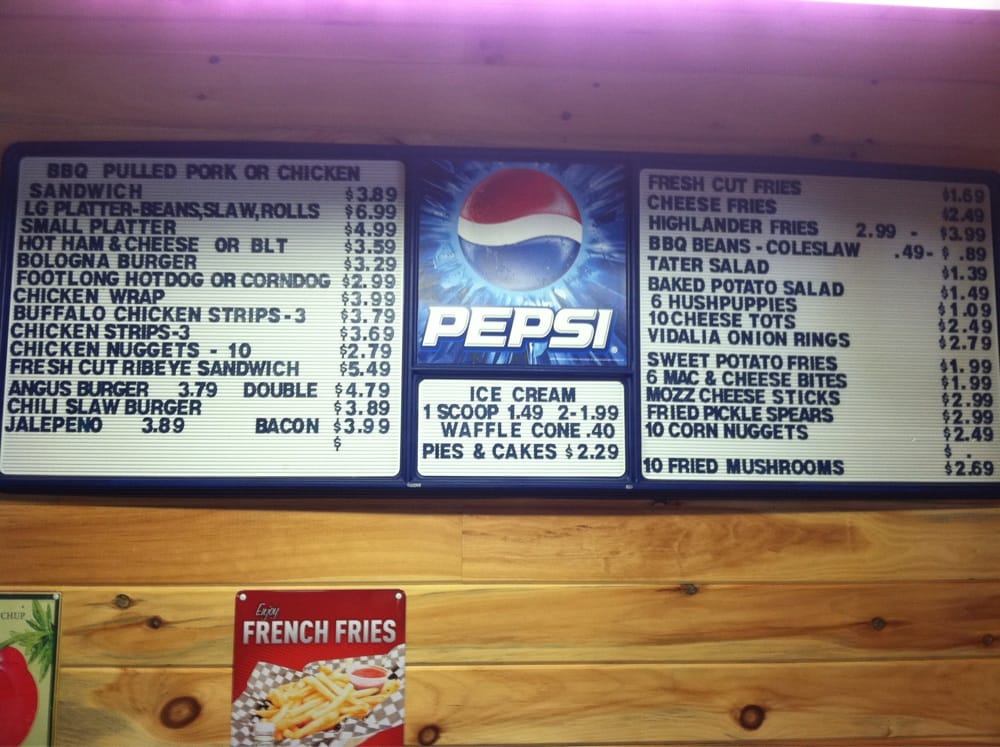 BBQ PULLED PORK OR CHICKEN
SANDWICH $3.89
LG PLATTER-BEANS,SLAW,ROLLS $6.99
SMALL PLATTER $4.99
HOT HAM & CHEESE OR BLT $3.59
BOLOGNA BURGER $3.29
FOOTLONG HOTDOG OR CORNDOG $2.99
CHICKEN WRAP $3.99
BUFFALO CHICKEN STRIPS-3 $3.79
CHICKEN STRIPS-3 $3.69
CHICKEN NUGGETS - 10 $2.79
FRESH CUT RIBEYE SANDWICH $5.49
ANGUS BURGER 3.79 DOUBLE $4.79
CHILI SLAW BURGER $3.89
JALEPENO 3.89 BACON $3.99
$
PEPSI
ICE CREAM
1 SCOOP 1.49 2-1.99
WAFFLE CONE .40
PIES & CAKES $2.29
FRESH CUT FRIES $1.69
CHEESE FRIES $2.49
HIGHLANDER FRIES 2.99 - $3.99
BBQ BEANS - COLESLAW .49- $ .89
TATER SALAD $1.39
BAKED POTATO SALAD $1.49
6 HUSHPUPPIES $1.09
10 CHEESE TOTS $2.49
VIDALIA ONION RINGS $2.79
SWEET POTATO FRIES $1.99
6 MAC & CHEESE BITES $1.99
MOZZ CHEESE STICKS $2.99
FRIED PICKLE SPEARS $2.99
10 CORN NUGGETS $2.49
$ .
10 FRIED MUSHROOMS $2.69
CHUP
Enjoy
FRENCH FRIES